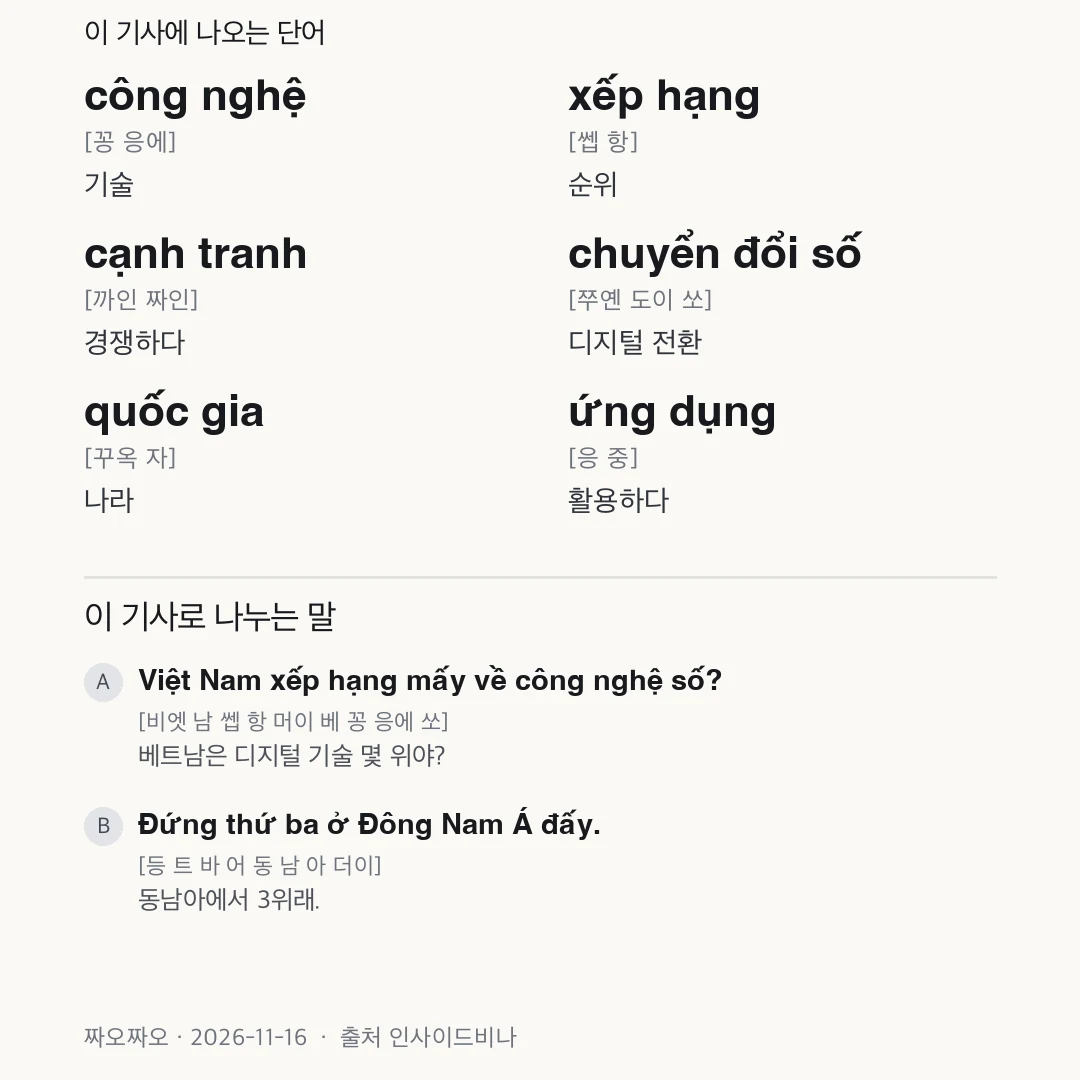 이 기사에 나오는 단어
công nghệ
[꽁 응에]
기술
xếp hạng
[쎕 항]
순위
cạnh tranh
[까인 짜인]
경쟁하다
chuyển đổi số
[쭈옌 도이 쏘]
디지털 전환
quốc gia
[꾸옥 자]
나라
ứng dụng
[응 중]
활용하다
이 기사로 나누는 말
A Việt Nam xếp hạng mấy về công nghệ số?
[비엣 남 쎕 항 머이 베 꽁 응에 쏘]
베트남은 디지털 기술 몇 위야?
B Đứng thứ ba ở Đông Nam Á đấy.
[등 트 바 어 동 남 아 더이]
동남아에서 3위래.
짜오짜오 · 2026-11-16 · 출처 인사이드비나